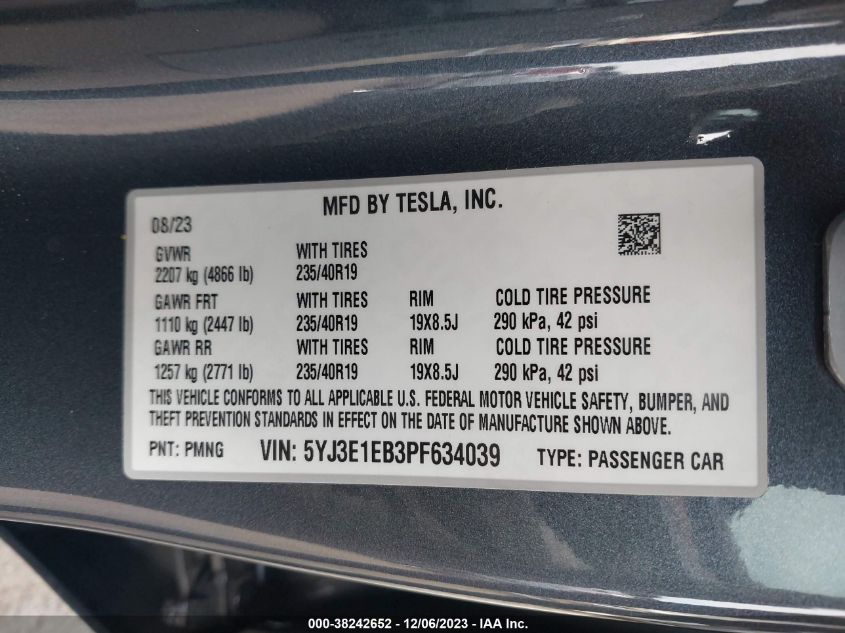 MFD BY TESLA, INC.
08/23
GVWR WITH TIRES
2207 kg (4866 lb) 235/40R19
GAWR FRT WITH TIRES RIM COLD TIRE PRESSURE
1110 kg (2447 lb) 235/40R19 19X8.5J 290 kPa, 42 psi
GAWR RR WITH TIRES RIM COLD TIRE PRESSURE
1257 kg (2771 lb) 235/40R19 19X8.5J 290 kPa, 42 psi
THIS VEHICLE CONFORMS TO ALL APPLICABLE U.S. FEDERAL MOTOR VEHICLE SAFETY, BUMPER, AND
THEFT PREVENTION STANDARDS IN EFFECT ON THE DATE OF MANUFACTURE SHOWN ABOVE.
PNT: PMNG VIN: 5YJ3E1EB3PF634039 TYPE: PASSENGER CAR
000-38242652 - 12/06/2023 - IAA Inc.